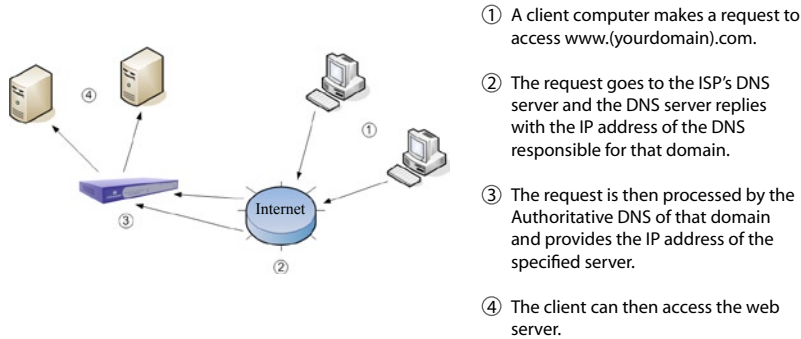 ① A client computer makes a request to
access www.(yourdomain).com.
② The request goes to the ISP's DNS
server and the DNS server replies
with the IP address of the DNS
responsible for that domain.
③ The request is then processed by the
Authoritative DNS of that domain
and provides the IP address of the
specified server.
④ The client can then access the web
server.
④
①
③
Internet
②